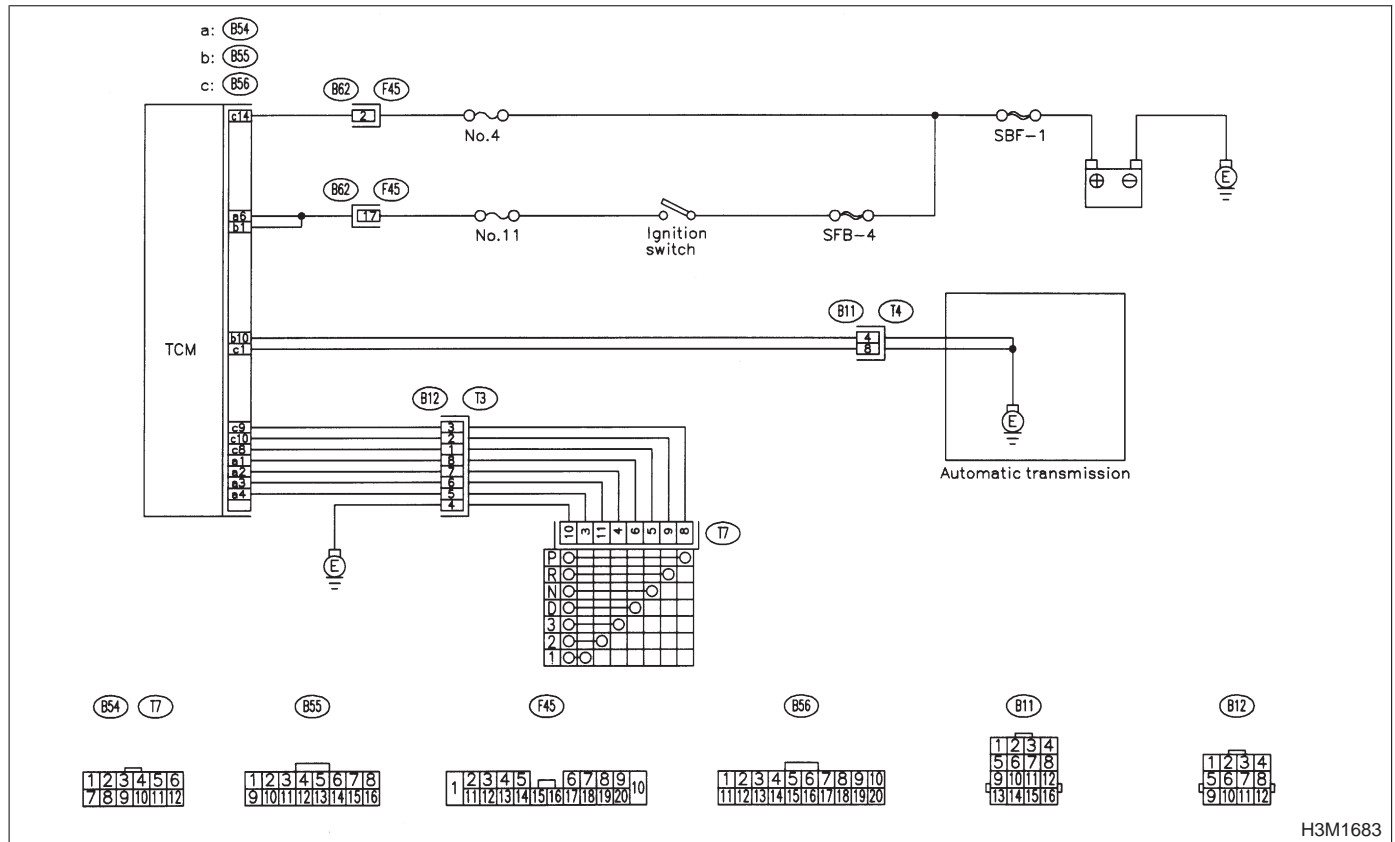 a: B54
b: B55
c: B56
B62 F45
c14 2
No.4
SBF-1
⊕ ⊖
E
B62 F45
a6 17
b1
No.11
Ignition
switch
SFB-4
B11 T4
b10 4
c1 8
TCM
E
Automatic transmission
B12 T3
c9 3
c10 2
c8 1
a1 8
a2 7
a3 6
a4 5
4
E
10 3 11 4 6 5 9 8
T7
P
R
N
D
3
2
1
B54 T7
1 2 3 4 5 6
7 8 9 10 11 12
B55
1 2 3 4 5 6 7 8
9 10 11 12 13 14 15 16
F45
1 2 3 4 5 6 7 8 9 10
11 12 13 14 15 16 17 18 19 20
B56
1 2 3 4 5 6 7 8 9 10
11 12 13 14 15 16 17 18 19 20
B11
1 2 3 4
5 6 7 8
9 10 11 12
13 14 15 16
B12
1 2 3 4
5 6 7 8
9 10 11 12
H3M1683